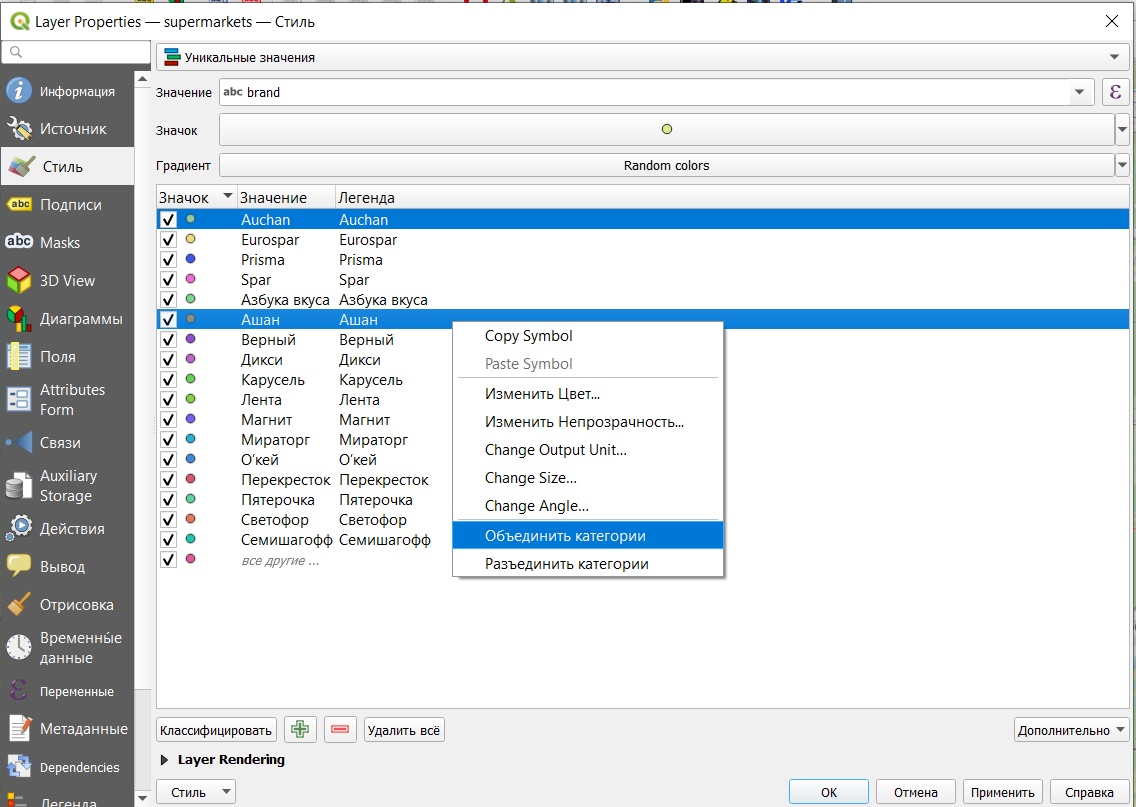 Layer Properties — supermarkets — Стиль
Уникальные значения
Информация
Значение abc brand ε
Источник
Значок
Стиль
Градиент Random colors
abc Подписи
Значок Значение Легенда
Auchan Auchan
abc Masks
Eurospar Eurospar
Prisma Prisma
3D View
Spar Spar
Азбука вкуса Азбука вкуса
Диаграммы
Ашан Ашан
Верный Верный
Copy Symbol
Поля
Дикси Дикси
Paste Symbol
Карусель Карусель
Attributes
Form
Изменить Цвет...
Лента Лента
Магнит Магнит
Изменить Непрозрачность...
Связи
Мираторг Мираторг
Change Output Unit...
О'кей О'кей
Auxiliary
Storage
Перекресток Перекресток
Change Size...
Пятерочка Пятерочка
Change Angle...
Действия
Светофор Светофор
Семишагофф Семишагофф
Объединить категории
Вывод
все другие ...
Разъединить категории
Отрисовка
Временны́е
данные
ε Переменные
Метаданные
Классифицировать
Удалить всё
Дополнительно
Dependencies
Layer Rendering
Легенда
Стиль
OK
Отмена
Применить
Справка